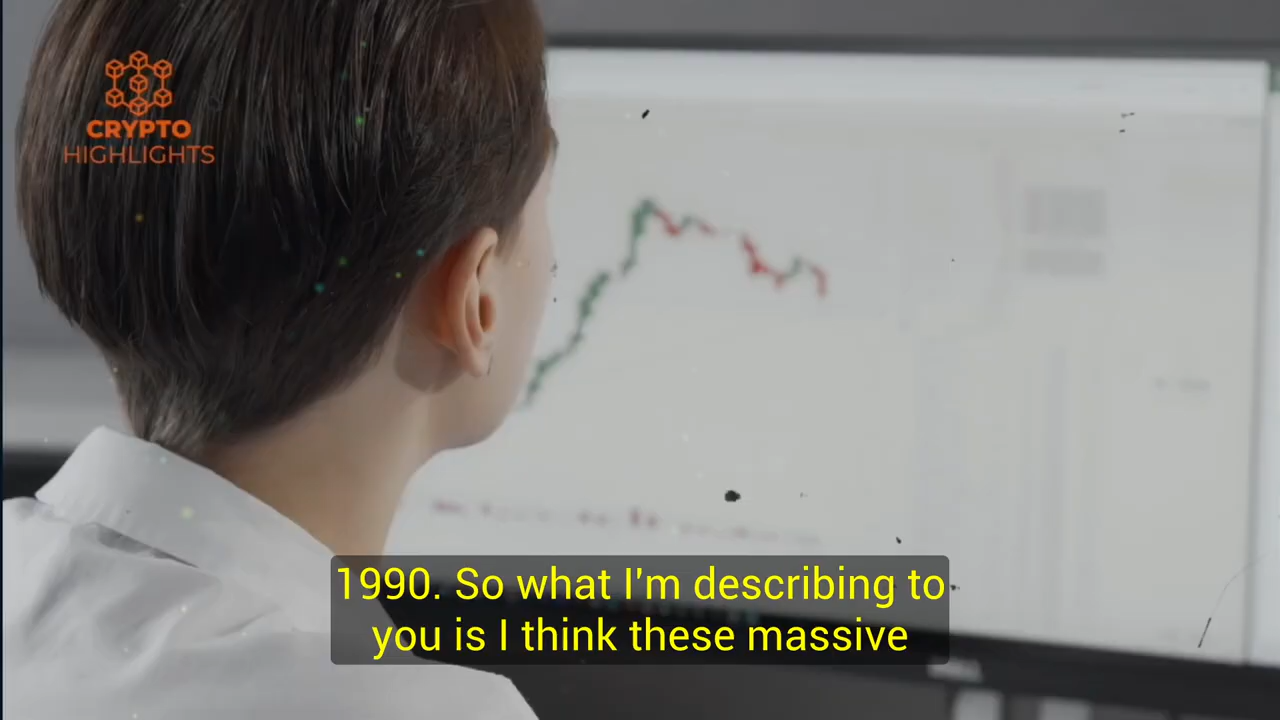 CRYPTO
HIGHLIGHTS
1990. So what I'm describing to
you is I think these massive